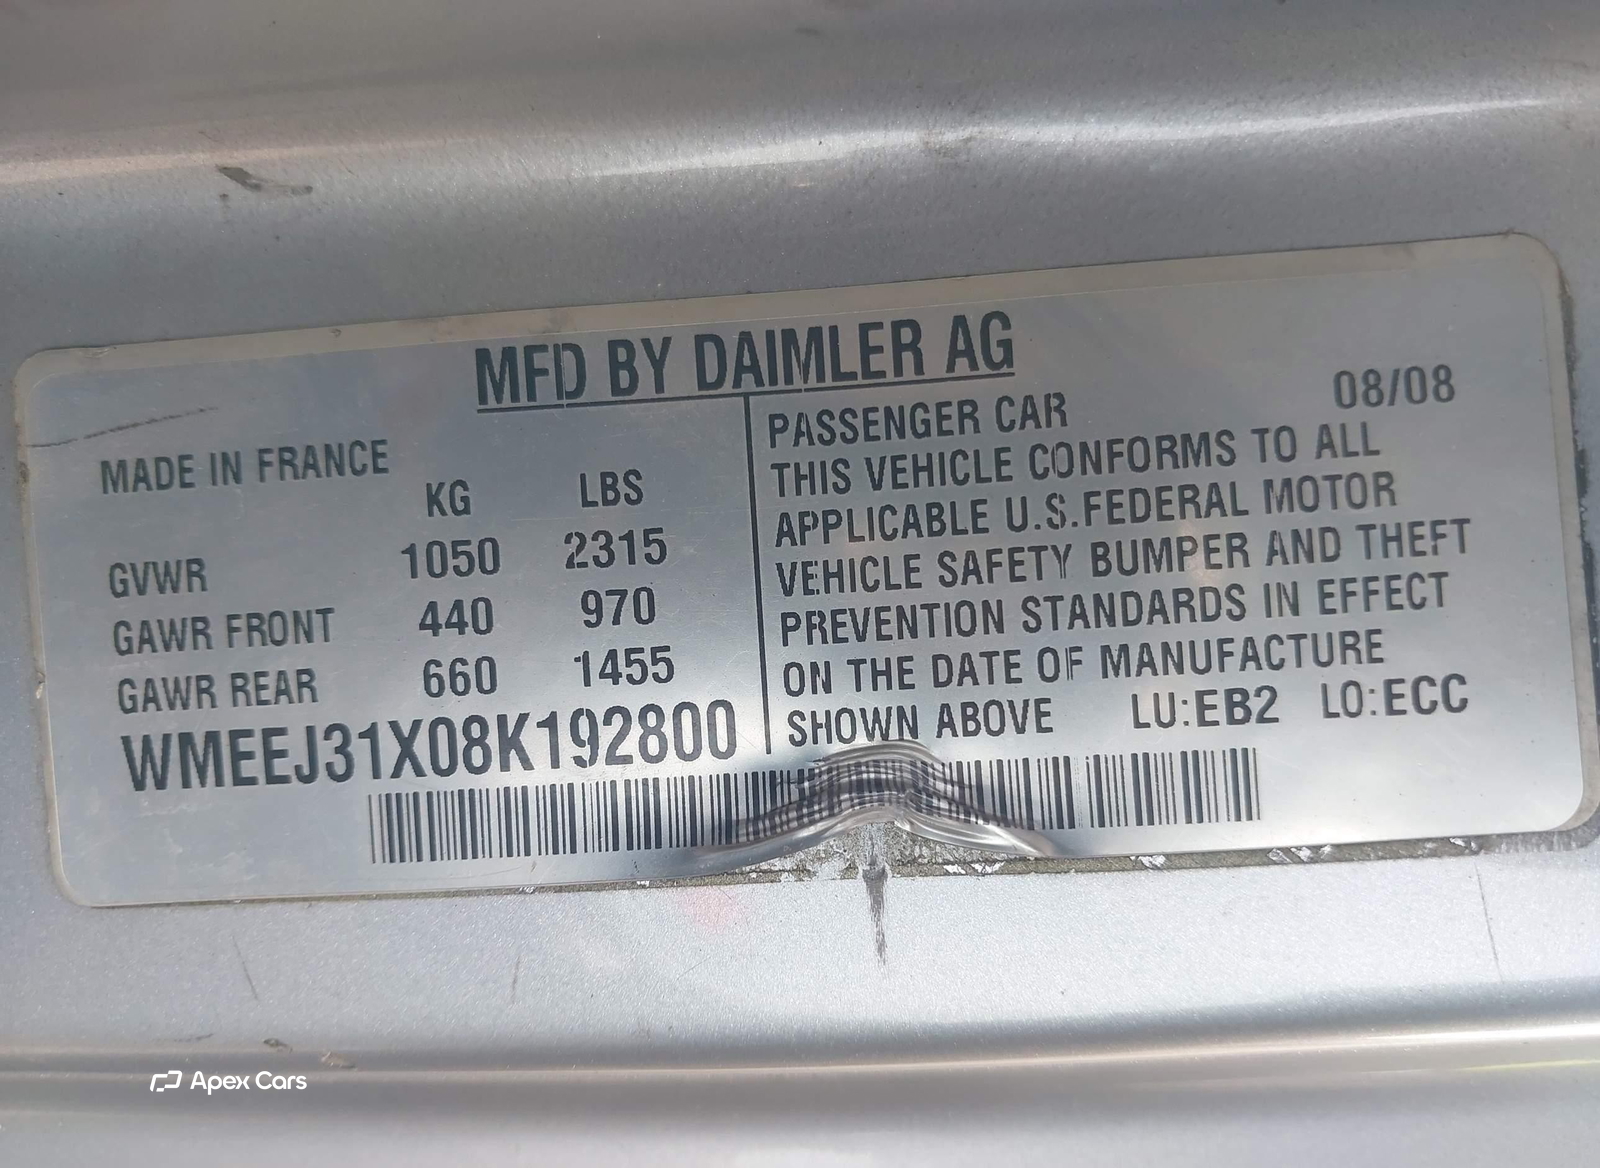 MFD BY DAIMLER AG
MADE IN FRANCE
KG LBS
GVWR 1050 2315
GAWR FRONT 440 970
GAWR REAR 660 1455
WMEEJ31X08K192800
PASSENGER CAR 08/08
THIS VEHICLE CONFORMS TO ALL
APPLICABLE U.S.FEDERAL MOTOR
VEHICLE SAFETY BUMPER AND THEFT
PREVENTION STANDARDS IN EFFECT
ON THE DATE OF MANUFACTURE
SHOWN ABOVE LU:EB2 LO:ECC
Apex Cars